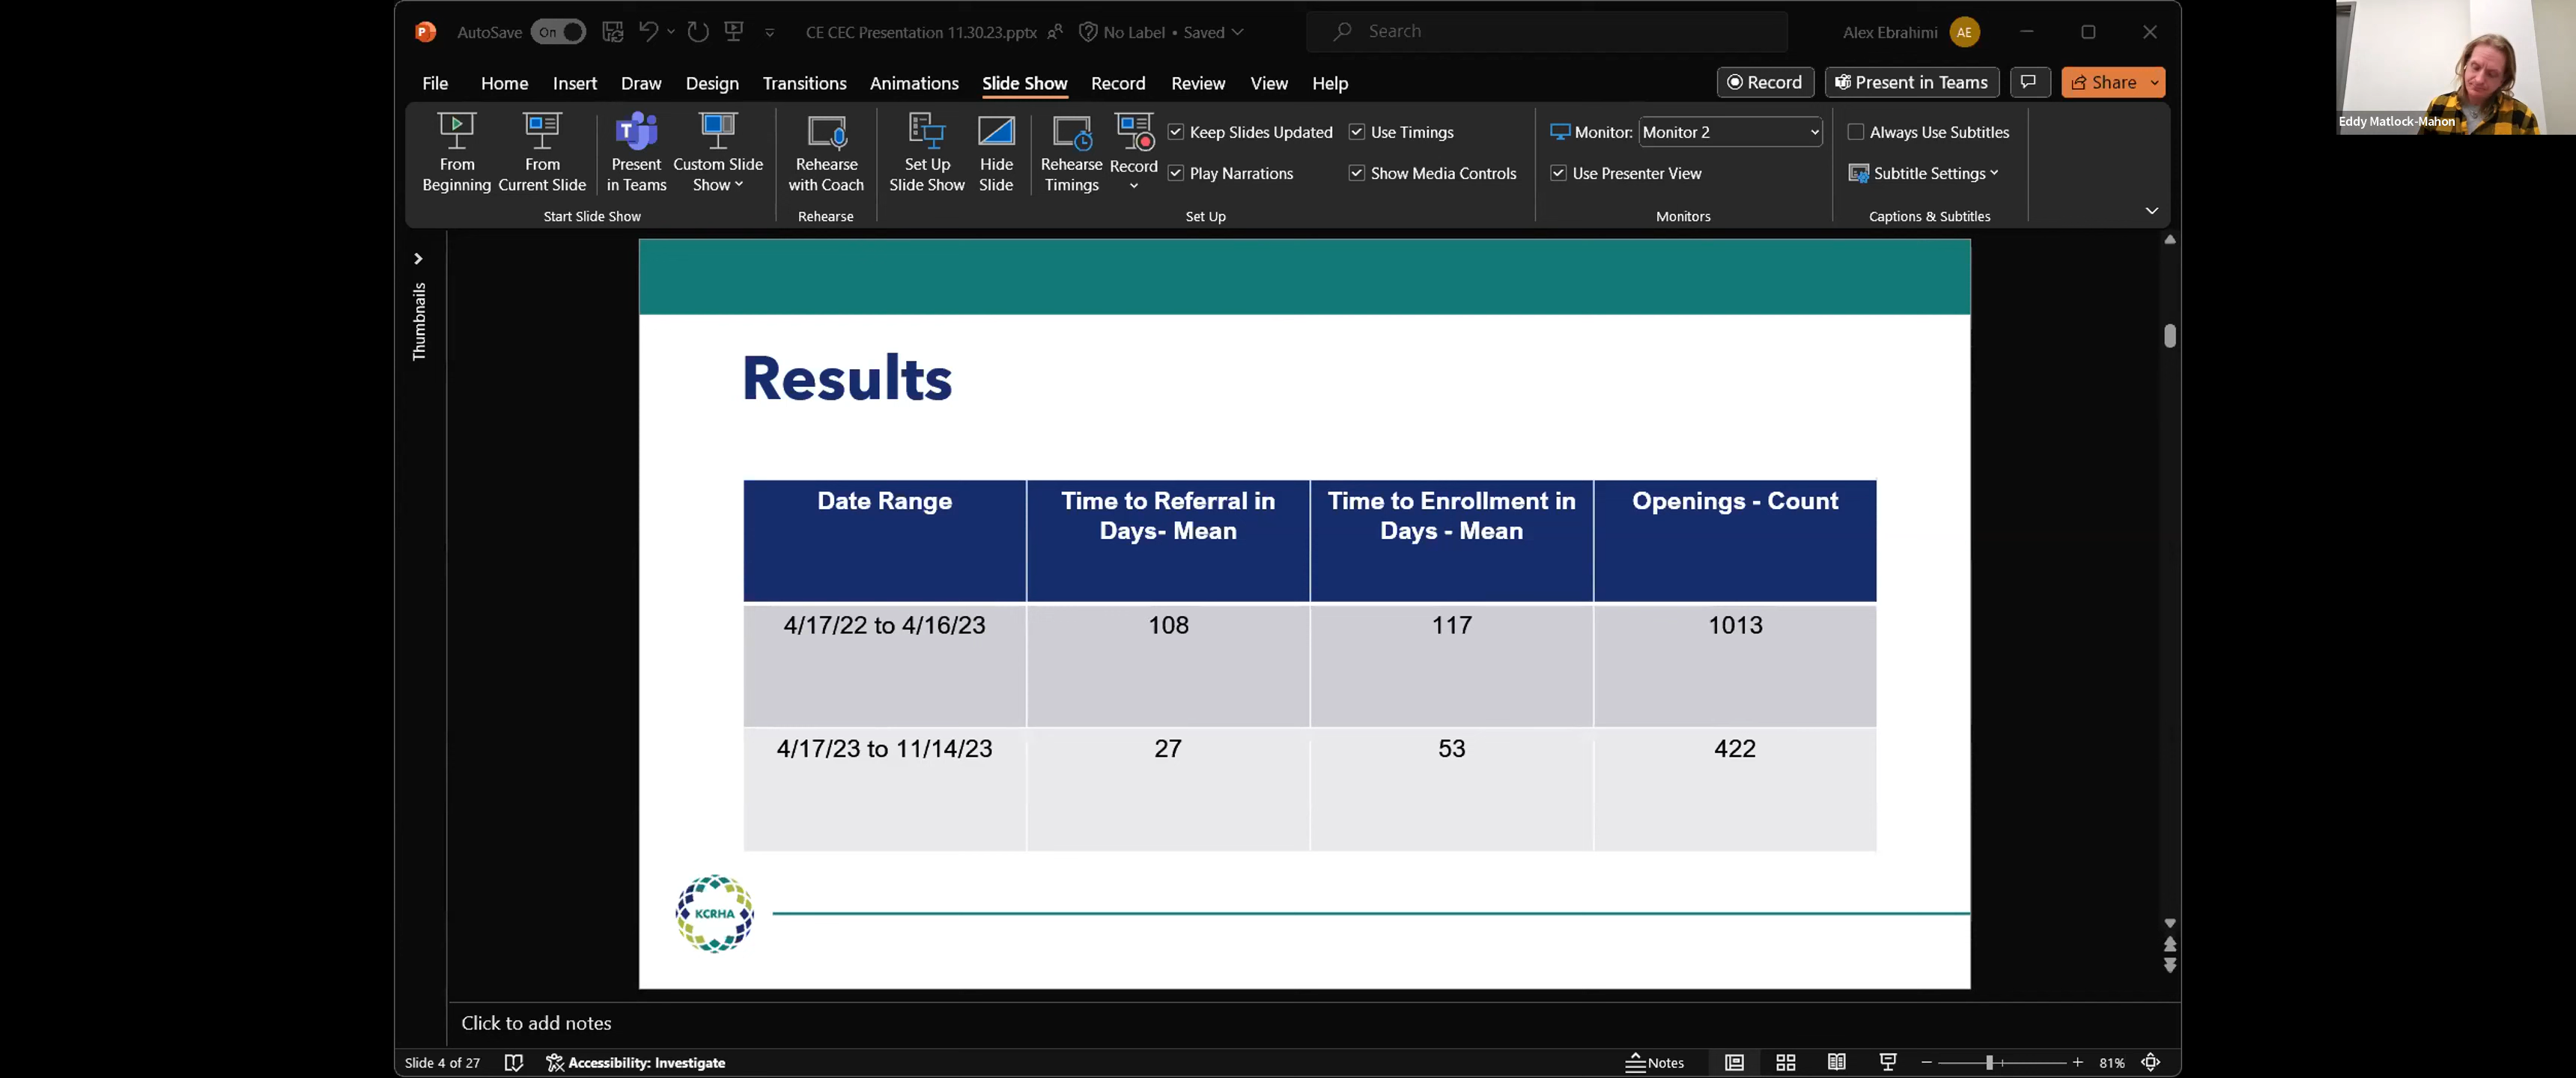 AutoSave On CE CEC Presentation 11.30.23.pptx No Label • Saved Search Alex Ebrahimi AE
Eddy Matlock-Mahon
File Home Insert Draw Design Transitions Animations Slide Show Record Review View Help Record Present in Teams Share
From Beginning
From Current Slide
Present in Teams
Custom Slide Show
Rehearse with Coach
Set Up Slide Show
Hide Slide
Rehearse Timings
Record
Keep Slides Updated Use Timings Monitor: Monitor 2 Always Use Subtitles
Play Narrations Show Media Controls Use Presenter View Subtitle Settings
Start Slide Show Rehearse Set Up Monitors Captions & Subtitles
Thumbnails
Results
Date Range
Time to Referral in
Days- Mean
Time to Enrollment in
Days - Mean
Openings - Count
4/17/22 to 4/16/23 108 117 1013
4/17/23 to 11/14/23 27 53 422
KCRHA
Click to add notes
Slide 4 of 27 Accessibility: Investigate Notes 81%